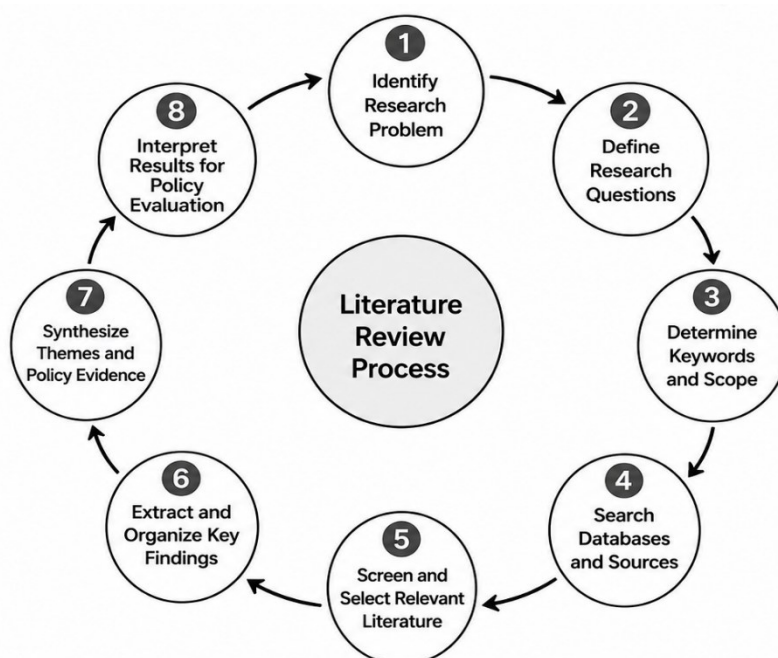 1
Identify
Research
Problem
2
Define
Research
Questions
3
Determine
Keywords
and Scope
4
Search
Databases
and Sources
5
Screen and
Select Relevant
Literature
6
Extract and
Organize Key
Findings
7
Synthesize
Themes and
Policy Evidence
8
Interpret
Results for
Policy
Evaluation
Literature
Review
Process